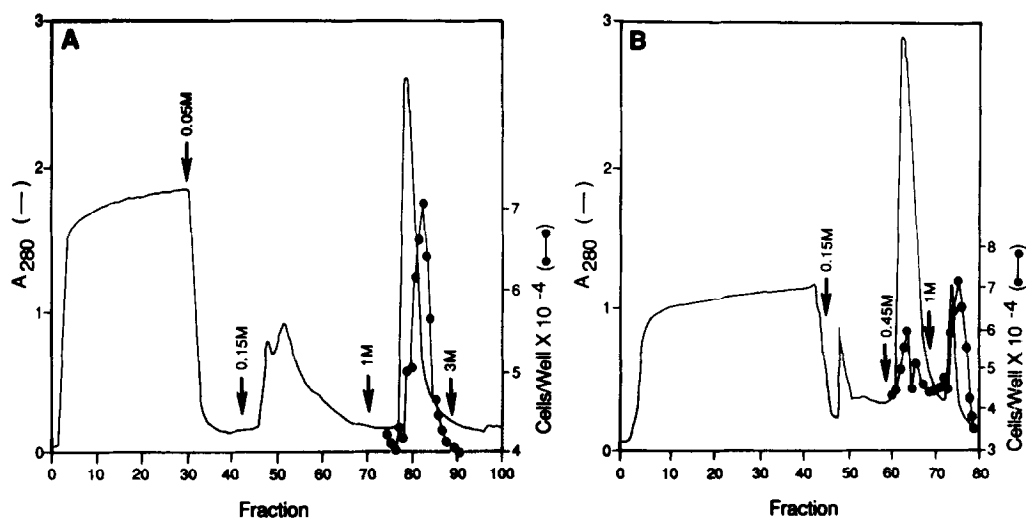 A
3
2
1
0
A280 (—)
0.05M
0.15M
1M
3M
7
6
5
4
Cells/Well X 10 -4 (●—●)
0 10 20 30 40 50 60 70 80 90 100
Fraction
B
3
2
1
0
A280 (—)
0.15M
0.45M
1M
8
7
6
5
4
3
Cells/Well X 10 -4 (●—●)
0 10 20 30 40 50 60 70 80
Fraction